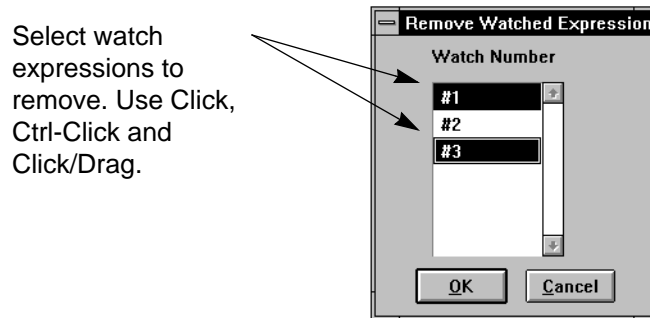 Select watch
expressions to
remove. Use Click,
Ctrl-Click and
Click/Drag.
Remove Watched Expression
Watch Number
#1
#2
#3
OK
Cancel